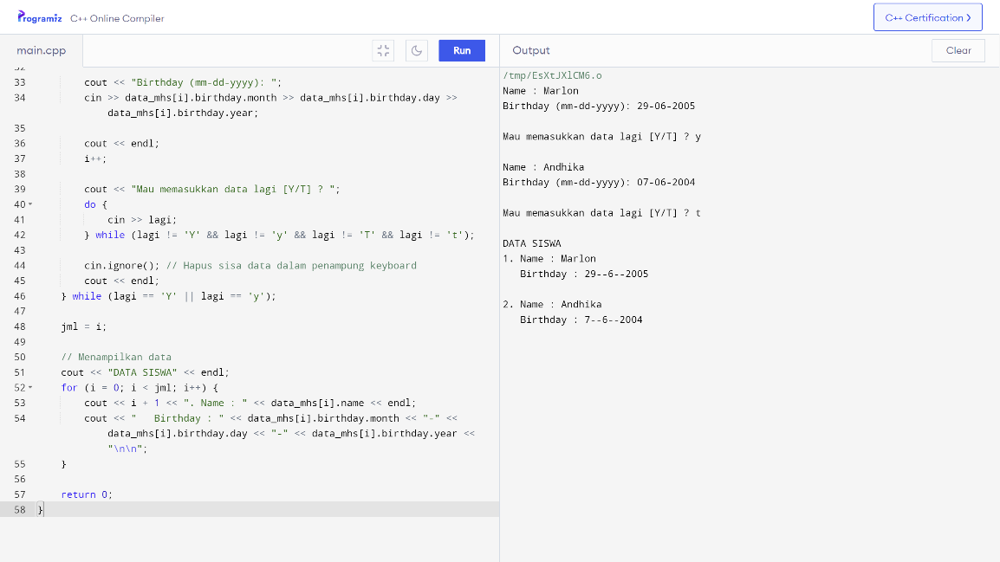 Programiz C++ Online Compiler
C++ Certification >
main.cpp
Run
Output
Clear
32
33 cout << "Birthday (mm-dd-yyyy): ";
34 cin >> data_mhs[i].birthday.month >> data_mhs[i].birthday.day >>
data_mhs[i].birthday.year;
35
36 cout << endl;
37 i++;
38
39 cout << "Mau memasukkan data lagi [Y/T] ? ";
40 do {
41 cin >> lagi;
42 } while (lagi != 'Y' && lagi != 'y' && lagi != 'T' && lagi != 't');
43
44 cin.ignore(); // Hapus sisa data dalam penampung keyboard
45 cout << endl;
46 } while (lagi == 'Y' || lagi == 'y');
47
48 jml = i;
49
50 // Menampilkan data
51 cout << "DATA SISWA" << endl;
52 for (i = 0; i < jml; i++) {
53 cout << i + 1 << ". Name : " << data_mhs[i].name << endl;
54 cout << "   Birthday : " << data_mhs[i].birthday.month << "-" <<
data_mhs[i].birthday.day << "-" << data_mhs[i].birthday.year <<
"\n\n";
55 }
56
57 return 0;
58 }
/tmp/EsXtJXlCM6.o
Name : Marlon
Birthday (mm-dd-yyyy): 29-06-2005
Mau memasukkan data lagi [Y/T] ? y
Name : Andhika
Birthday (mm-dd-yyyy): 07-06-2004
Mau memasukkan data lagi [Y/T] ? t
DATA SISWA
1. Name : Marlon
Birthday : 29--6--2005
2. Name : Andhika
Birthday : 7--6--2004